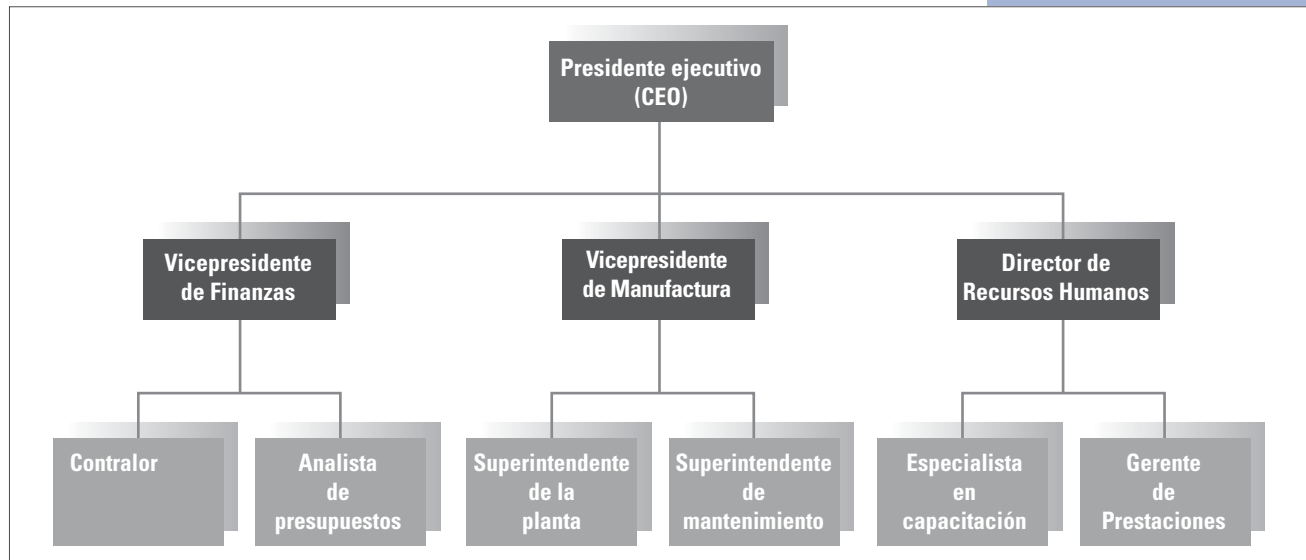 Presidente ejecutivo
(CEO)
Vicepresidente
de Finanzas
Vicepresidente
de Manufactura
Director de
Recursos Humanos
Contralor
Analista
de
presupuestos
Superintendente
de la
planta
Superintendente
de
mantenimiento
Especialista
en
capacitación
Gerente
de
Prestaciones